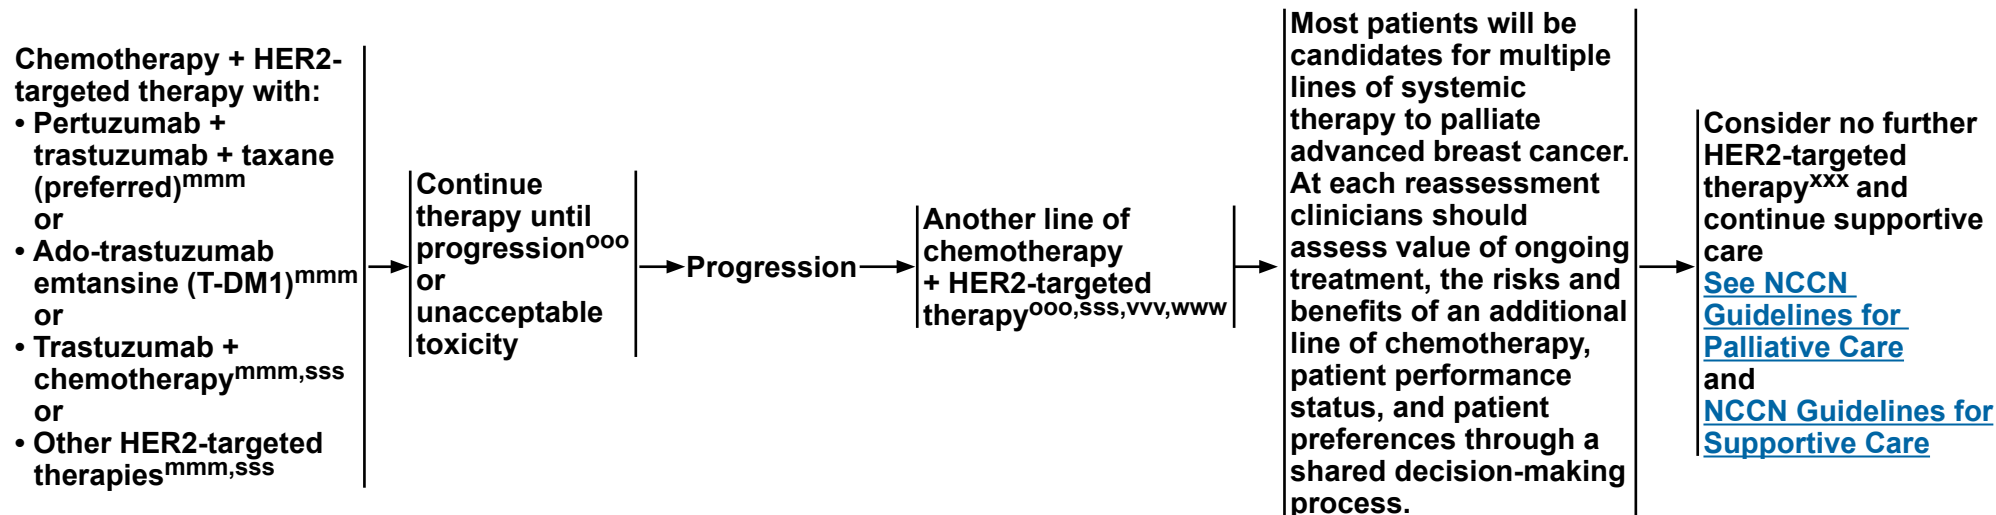 Chemotherapy + HER2-
targeted therapy with:
• Pertuzumab +
trastuzumab + taxane
(preferred)mmm
or
• Ado-trastuzumab
emtansine (T-DM1)mmm
or
• Trastuzumab +
chemotherapymmm,sss
or
• Other HER2-targeted
therapiesmmm,sss
Continue
therapy until
progressionooo
or
unacceptable
toxicity
Progression
Another line of
chemotherapy
+ HER2-targeted
therapyooo,sss,vvv,www
Most patients will be
candidates for multiple
lines of systemic
therapy to palliate
advanced breast cancer.
At each reassessment
clinicians should
assess value of ongoing
treatment, the risks and
benefits of an additional
line of chemotherapy,
patient performance
status, and patient
preferences through a
shared decision-making
process.
Consider no further
HER2-targeted
therapyxxx and
continue supportive
care
See NCCN
Guidelines for
Palliative Care
and
NCCN Guidelines for
Supportive Care